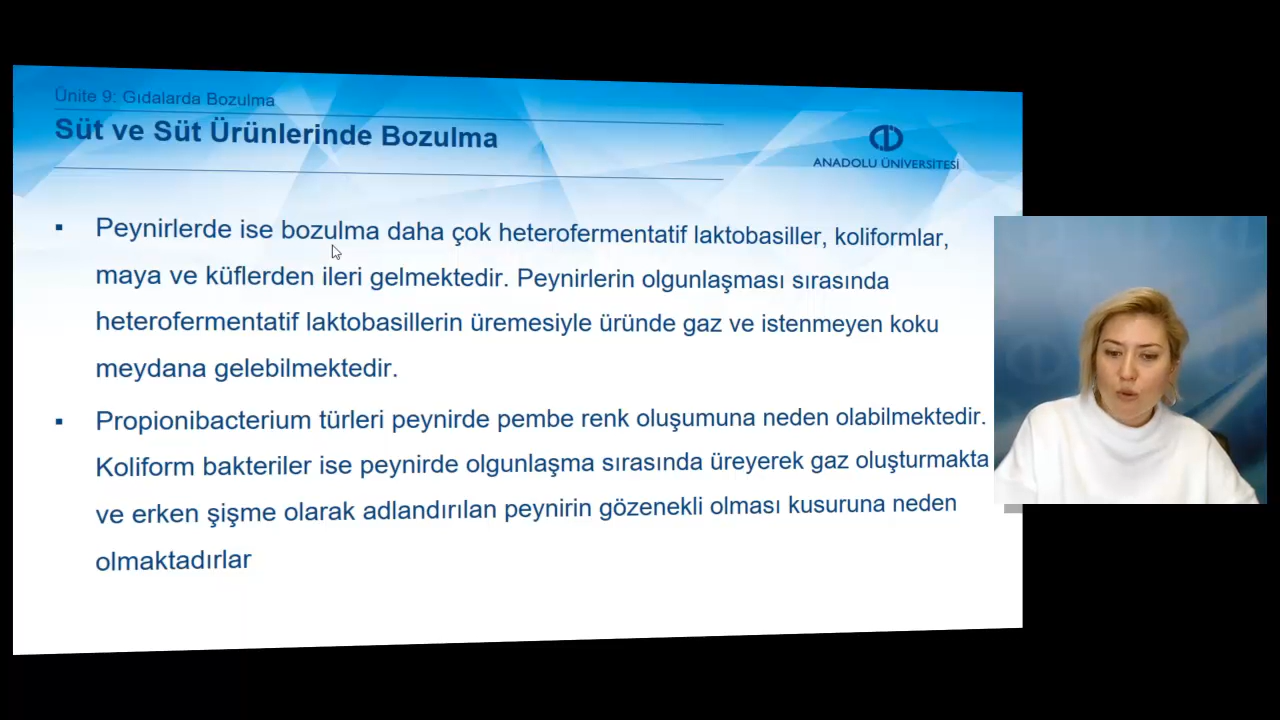 Ünite 9: Gıdalarda Bozulma
Süt ve Süt Ürünlerinde Bozulma
ANADOLU ÜNİVERSİTESİ
▪ Peynirlerde ise bozulma daha çok heterofermentatif laktobasiller, koliformlar,
maya ve küflerden ileri gelmektedir. Peynirlerin olgunlaşması sırasında
heterofermentatif laktobasillerin üremesiyle üründe gaz ve istenmeyen koku
meydana gelebilmektedir.
▪ Propionibacterium türleri peynirde pembe renk oluşumuna neden olabilmektedir.
Koliform bakteriler ise peynirde olgunlaşma sırasında üreyerek gaz oluşturmakta
ve erken şişme olarak adlandırılan peynirin gözenekli olması kusuruna neden
olmaktadırlar